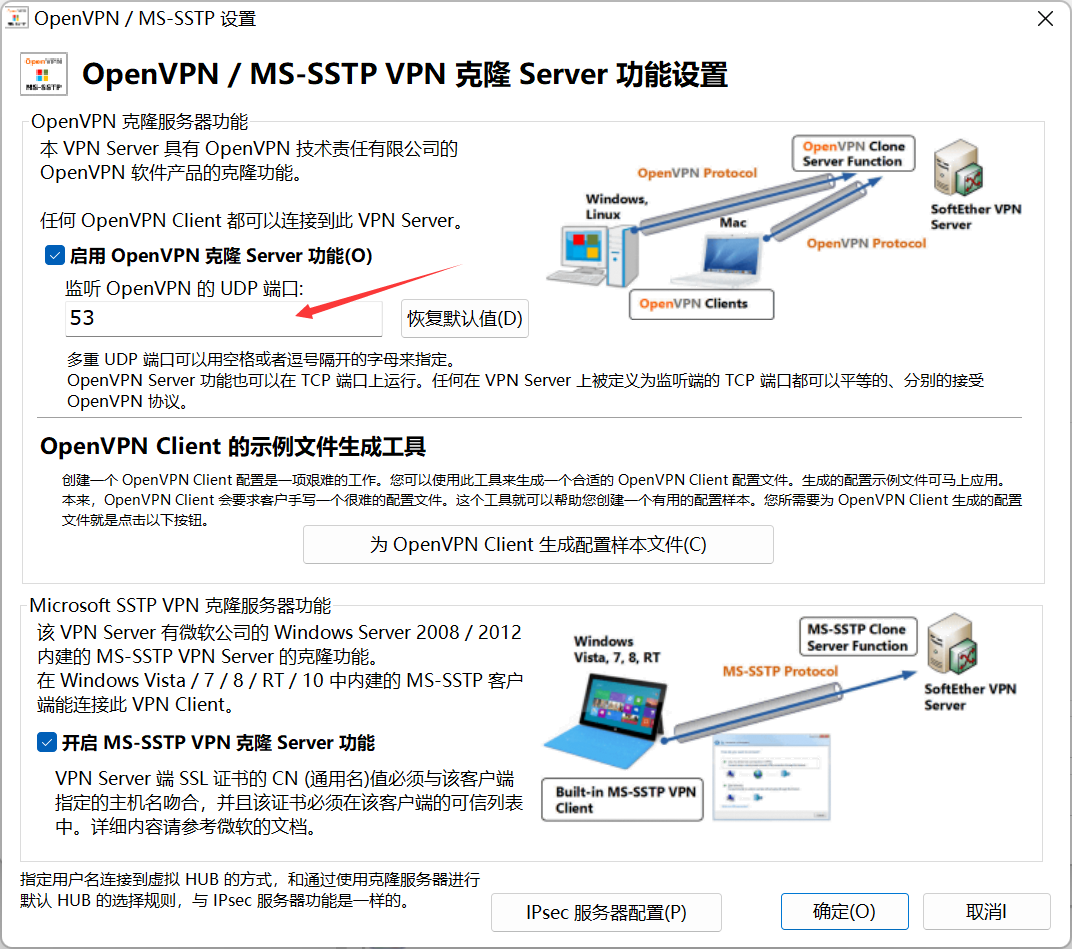 OpenVPN / MS-SSTP 设置
OpenVPN
MS-SSTP
OpenVPN / MS-SSTP VPN 克隆 Server 功能设置
OpenVPN 克隆服务器功能
本 VPN Server 具有 OpenVPN 技术责任有限公司的
OpenVPN 软件产品的克隆功能。
任何 OpenVPN Client 都可以连接到此 VPN Server。
启用 OpenVPN 克隆 Server 功能(O)
监听 OpenVPN 的 UDP 端口:
53
恢复默认值(D)
OpenVPN Clone
Server Function
OpenVPN Protocol
Windows,
Linux
Mac
SoftEther VPN
Server
OpenVPN Protocol
OpenVPN Clients
多重 UDP 端口可以用空格或者逗号隔开的字母来指定。
OpenVPN Server 功能也可以在 TCP 端口上运行。任何在 VPN Server 上被定义为监听端的 TCP 端口都可以平等的、分别的接受
OpenVPN 协议。
OpenVPN Client 的示例文件生成工具
创建一个 OpenVPN Client 配置是一项艰难的工作。您可以使用此工具来生成一个合适的 OpenVPN Client 配置文件。生成的配置示例文件可马上应用。
本来，OpenVPN Client 会要求客户手写一个很难的配置文件。这个工具就可以帮助您创建一个有用的配置样本。您所需要为 OpenVPN Client 生成的配置
文件就是点击以下按钮。
为 OpenVPN Client 生成配置样本文件(C)
Microsoft SSTP VPN 克隆服务器功能
该 VPN Server 有微软公司的 Windows Server 2008 / 2012
内建的 MS-SSTP VPN Server 的克隆功能。
在 Windows Vista / 7 / 8 / RT / 10 中内建的 MS-SSTP 客户
端能连接此 VPN Client。
开启 MS-SSTP VPN 克隆 Server 功能
VPN Server 端 SSL 证书的 CN (通用名)值必须与该客户端
指定的主机名吻合，并且该证书必须在该客户端的可信列表
中。详细内容请参考微软的文档。
Windows
Vista, 7, 8, RT
MS-SSTP Clone
Server Function
MS-SSTP Protocol
SoftEther VPN
Server
Built-in MS-SSTP VPN
Client
指定用户名连接到虚拟 HUB 的方式，和通过使用克隆服务器进行
默认 HUB 的选择规则，与 IPsec 服务器功能是一样的。
IPsec 服务器配置(P)
确定(O)
取消I